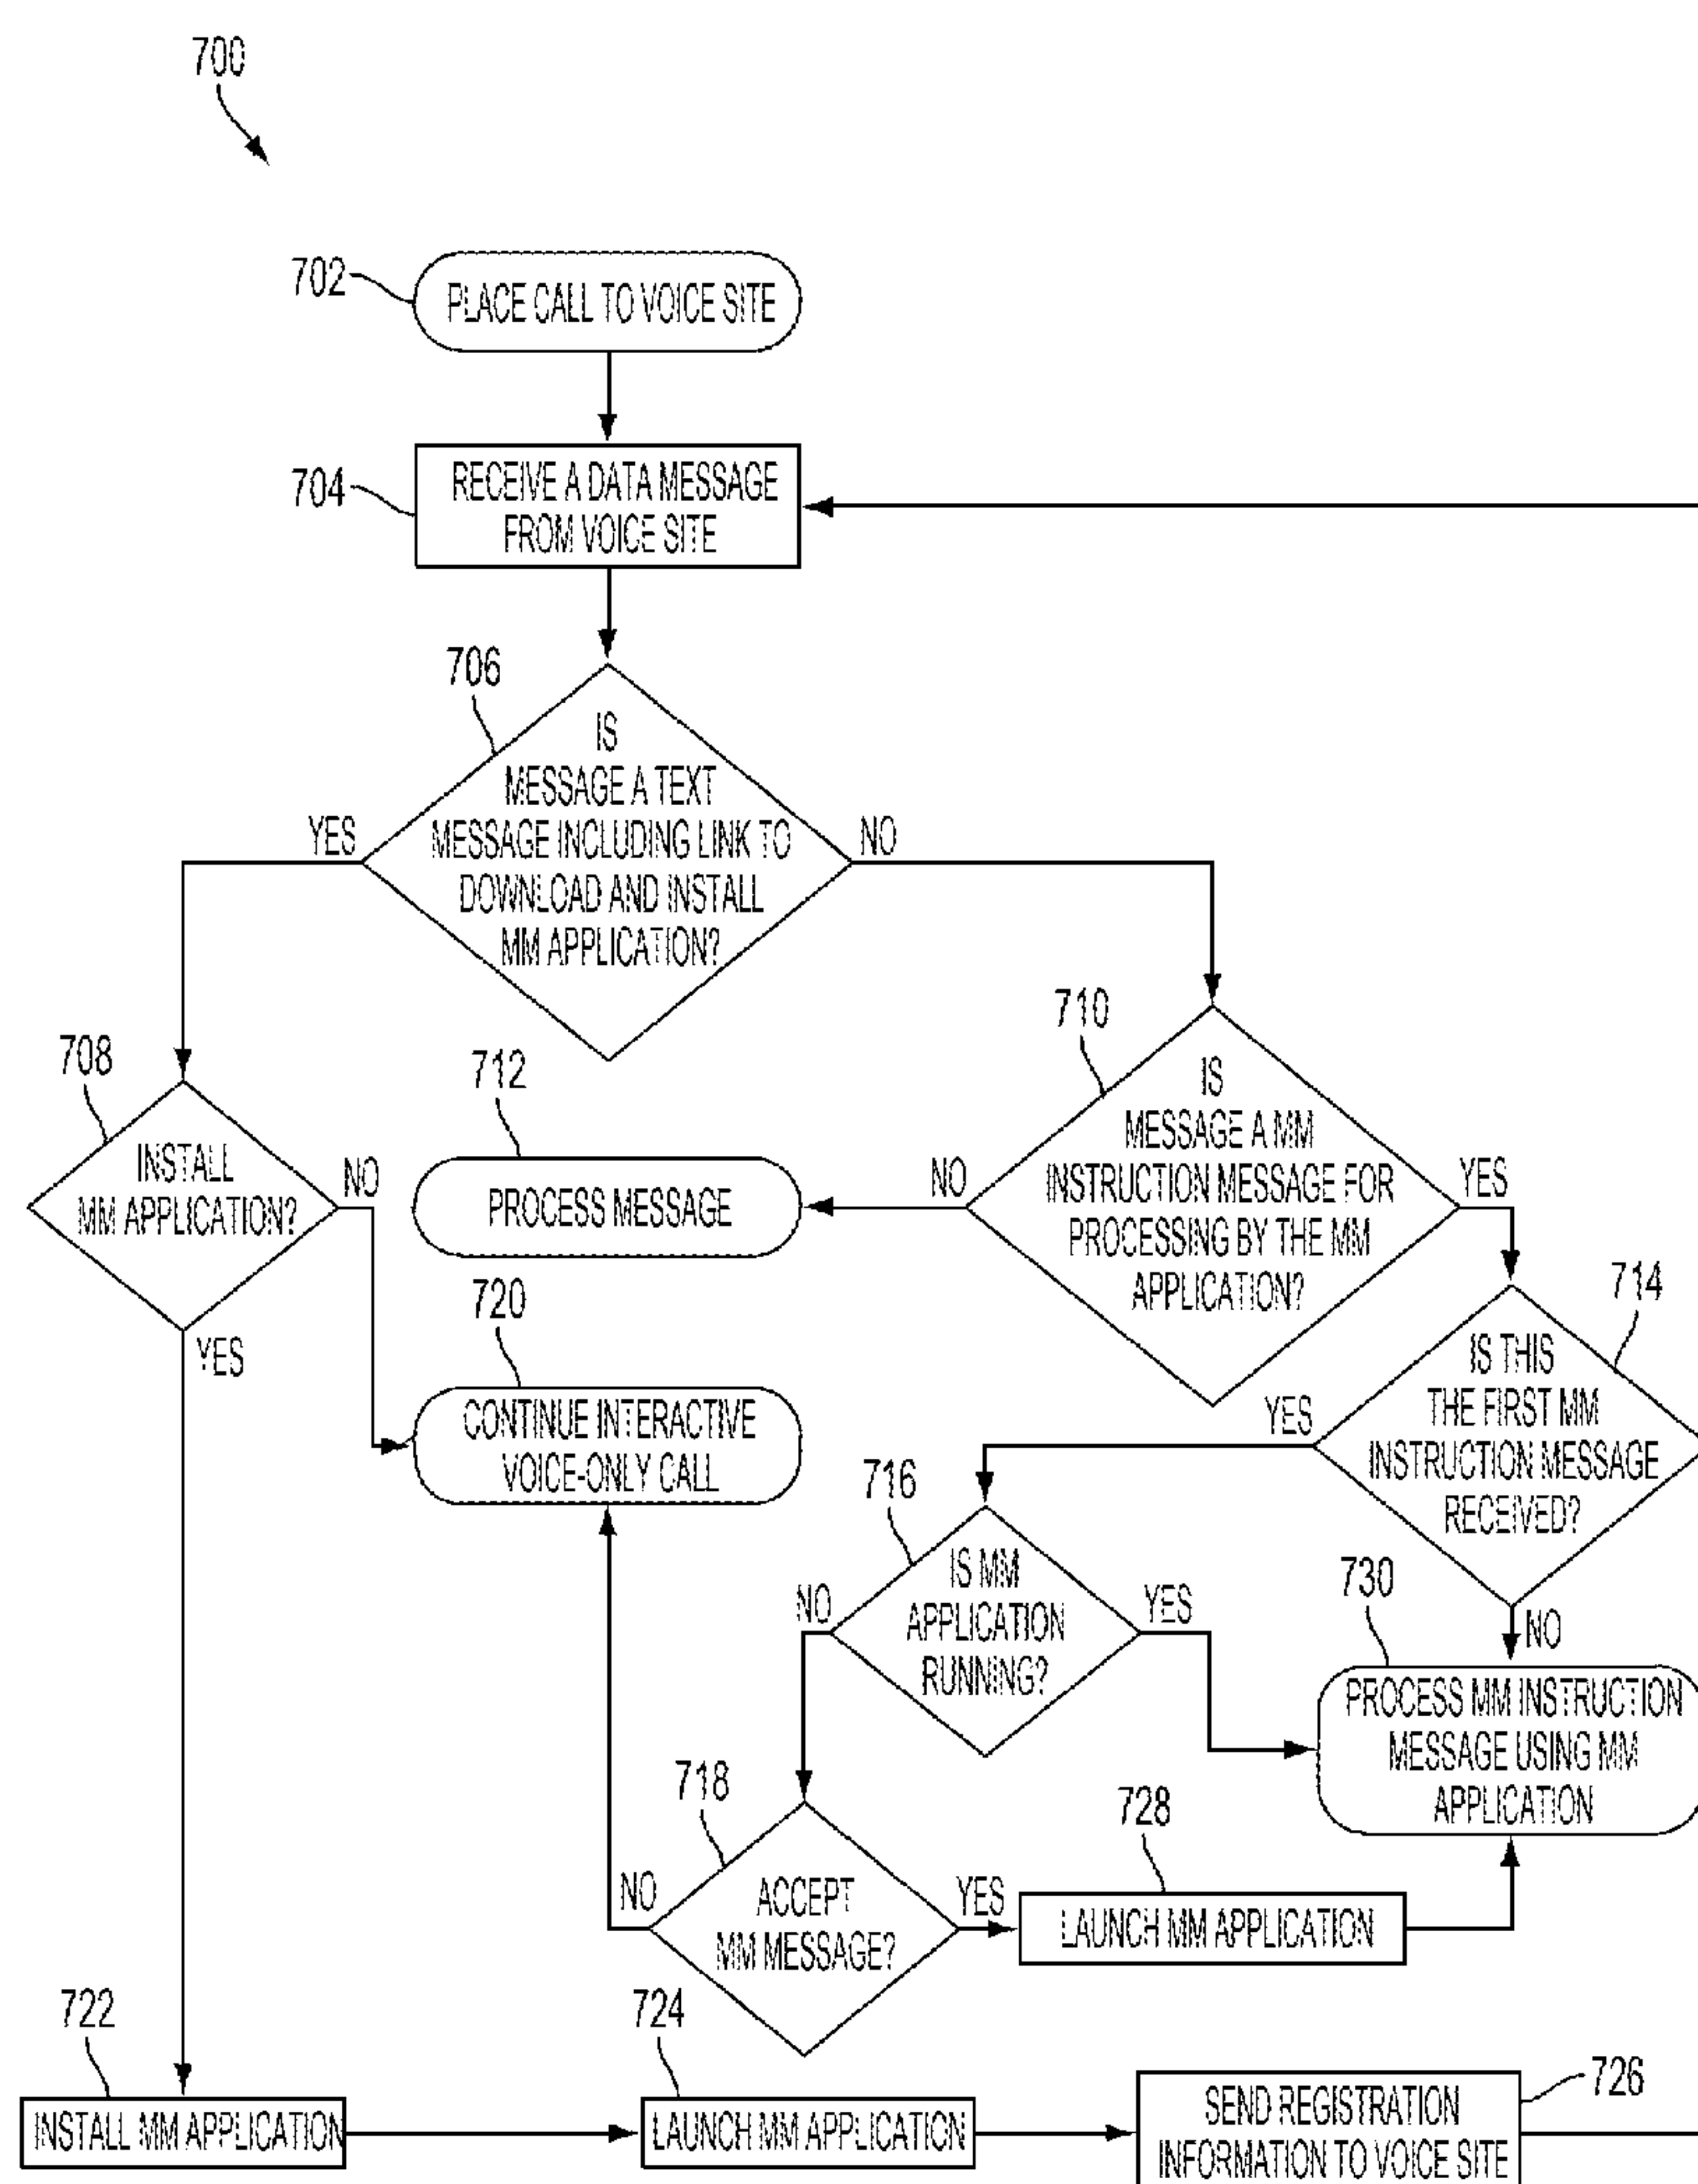 700
702
PLACE CALL TO VOICE SITE
704
RECEIVE A DATA MESSAGE
FROM VOICE SITE
706
IS
MESSAGE A TEXT
MESSAGE INCLUDING LINK TO
DOWNLOAD AND INSTALL
MM APPLICATION?
YES
NO
708
INSTALL
MM APPLICATION?
NO
YES
712
PROCESS MESSAGE
710
IS
MESSAGE A MM
INSTRUCTION MESSAGE FOR
PROCESSING BY THE MM
APPLICATION?
NO
YES
714
IS THIS
THE FIRST MM
INSTRUCTION MESSAGE
RECEIVED?
YES
NO
720
CONTINUE INTERACTIVE
VOICE-ONLY CALL
716
IS MM
APPLICATION
RUNNING?
NO
YES
730
PROCESS MM INSTRUCTION
MESSAGE USING MM
APPLICATION
718
ACCEPT
MM MESSAGE?
NO
YES
728
LAUNCH MM APPLICATION
722
INSTALL MM APPLICATION
724
LAUNCH MM APPLICATION
726
SEND REGISTRATION
INFORMATION TO VOICE SITE